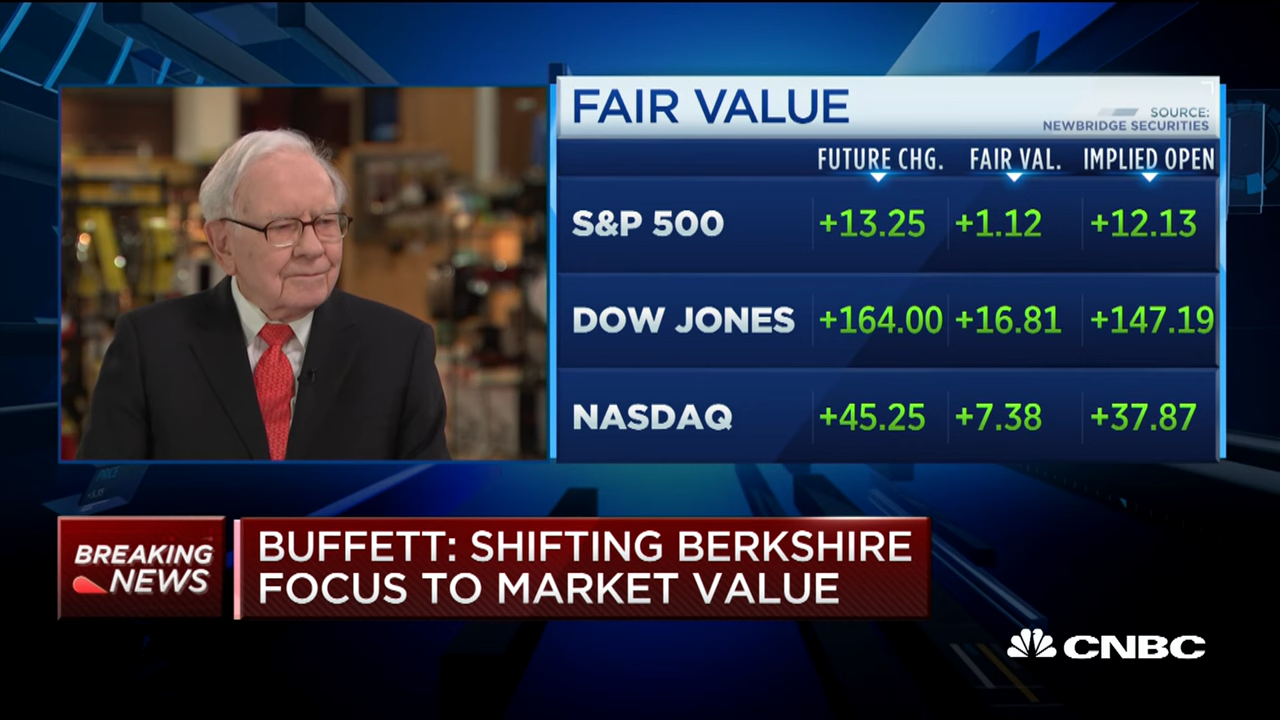 FAIR VALUE
SOURCE:
NEWBRIDGE SECURITIES
FUTURE CHG. FAIR VAL. IMPLIED OPEN
S&P 500 +13.25 +1.12 +12.13
DOW JONES +164.00 +16.81 +147.19
NASDAQ +45.25 +7.38 +37.87
PRICE
BREAKING
NEWS
BUFFETT: SHIFTING BERKSHIRE
FOCUS TO MARKET VALUE
CNBC